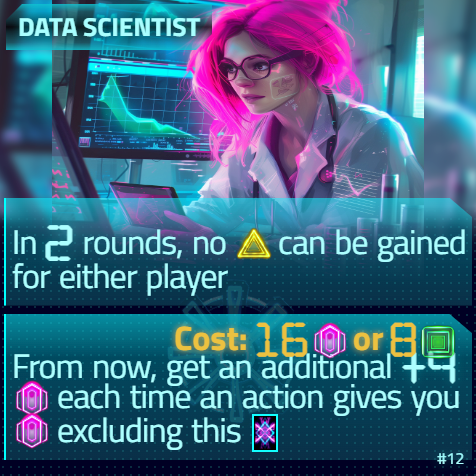 DATA SCIENTIST
In 2 rounds, no can be gained
for either player
Cost: 16 or 8
From now, get an additional +4
each time an action gives you
excluding this
#12